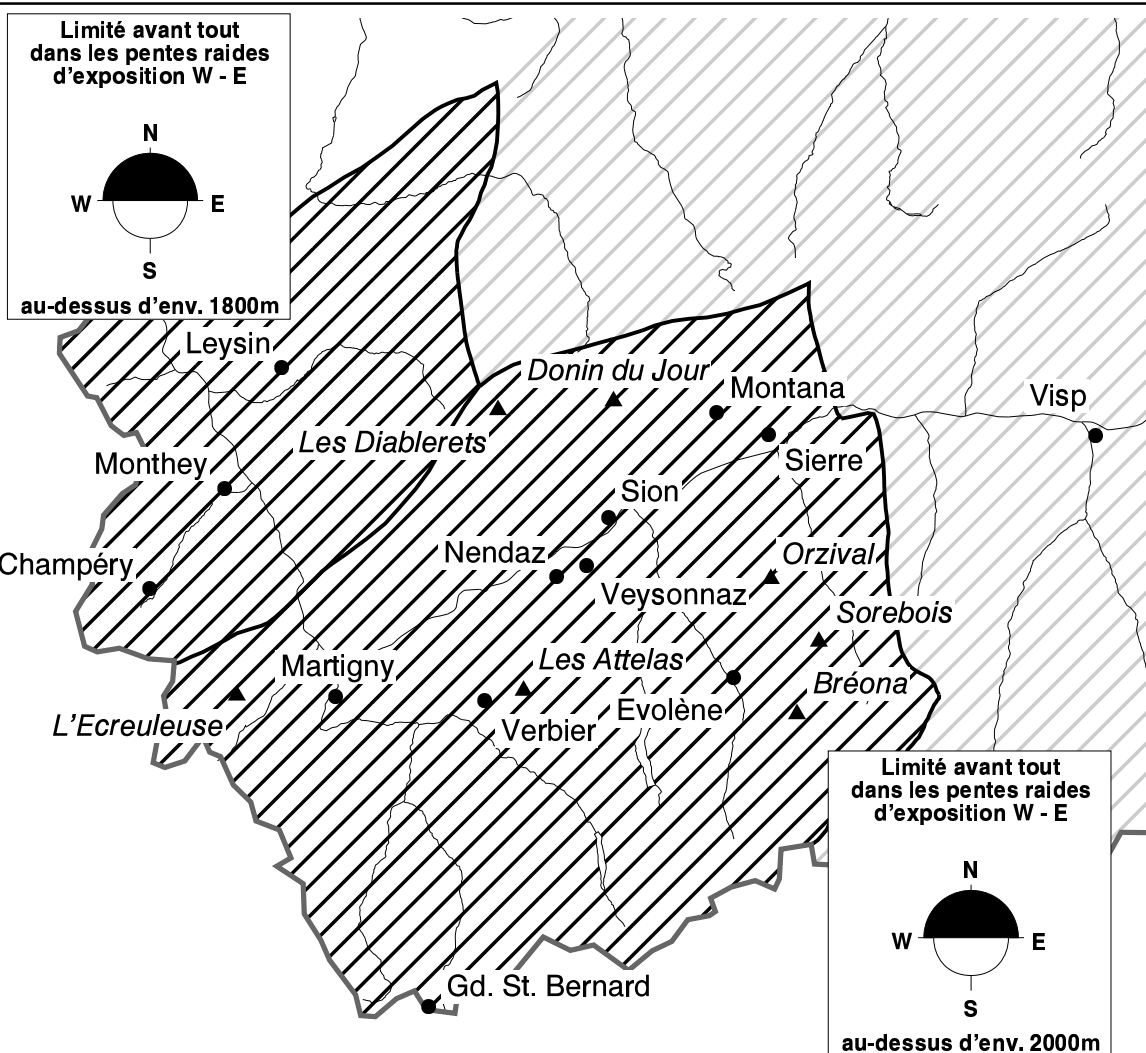 Limité avant tout
dans les pentes raides
d'exposition W - E
N
W E
S
au-dessus d'env. 1800m
Leysin
Donin du Jour
Montana
Visp
Les Diablerets
Sierre
Monthey
Sion
Nendaz
Orzival
Champéry
Veysonnaz
Sorebois
Martigny
Les Attelas
Bréona
L'Ecreuleuse
Verbier
Evolène
Limité avant tout
dans les pentes raides
d'exposition W - E
N
W E
S
au-dessus d'env. 2000m
Gd. St. Bernard